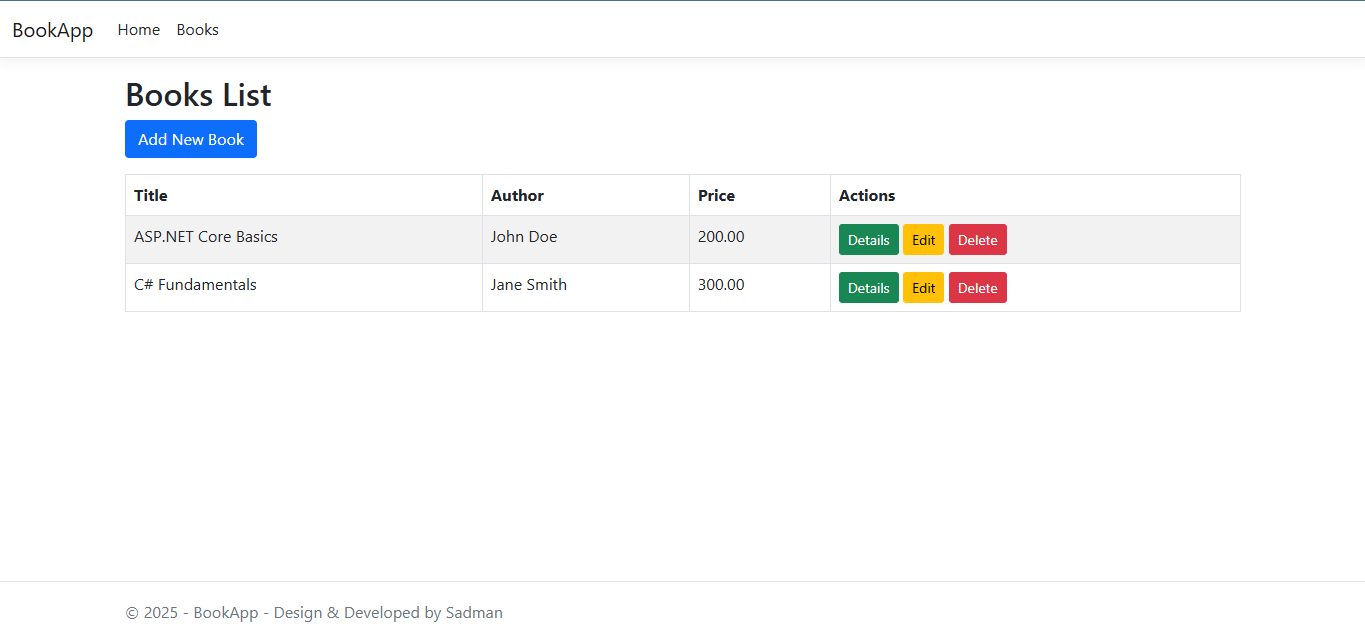 BookApp Home Books
Books List
Add New Book
Title Author Price Actions
ASP.NET Core Basics John Doe 200.00 Details Edit Delete
C# Fundamentals Jane Smith 300.00 Details Edit Delete
© 2025 - BookApp - Design & Developed by Sadman